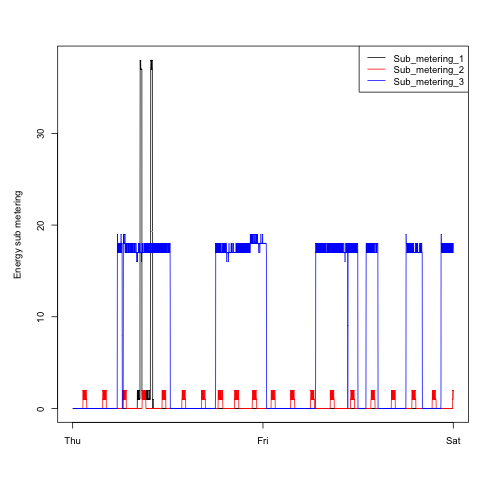 Sub_metering_1
Sub_metering_2
Sub_metering_3
Energy sub metering
30
20
10
0
Thu Fri Sat